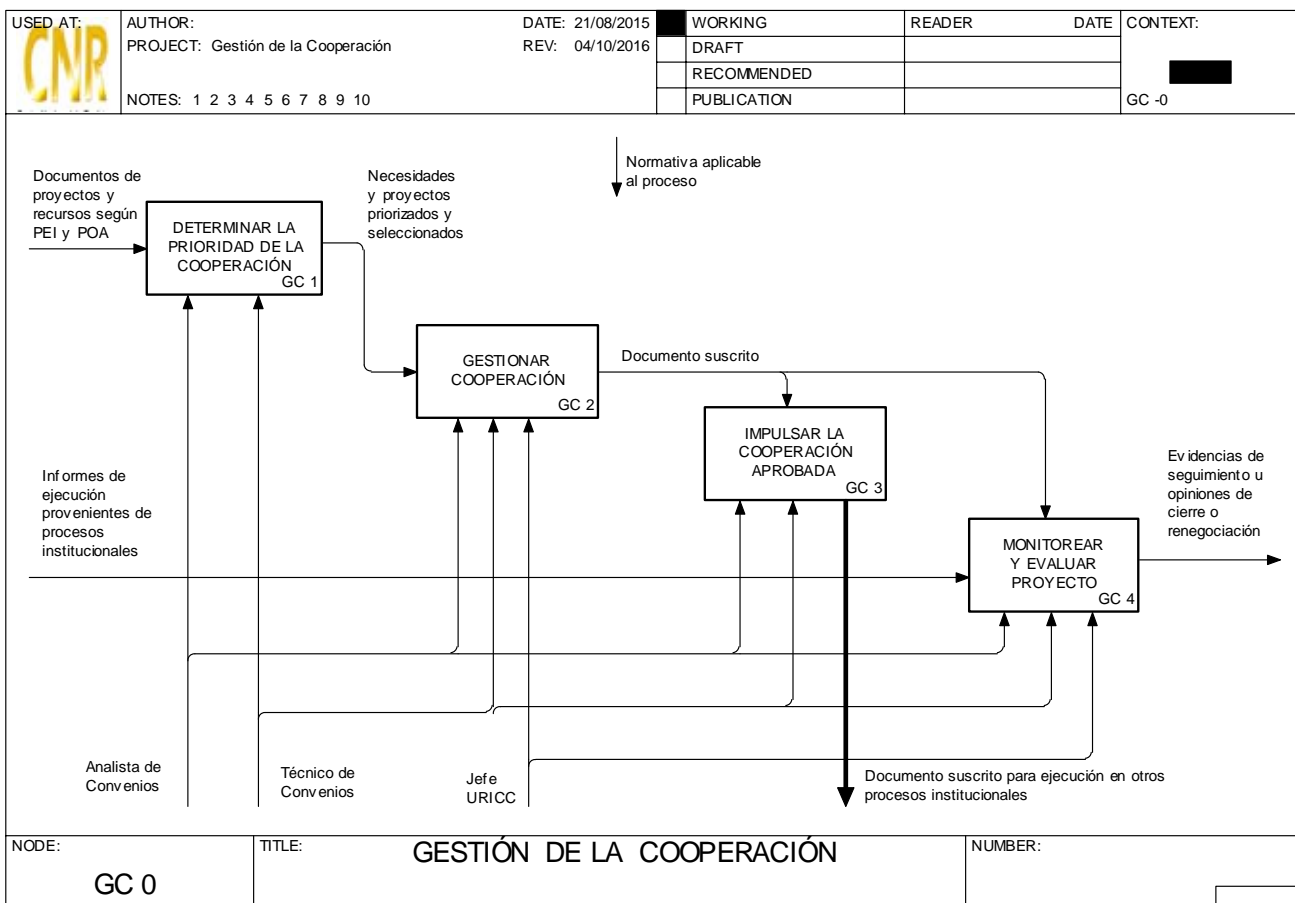 USED AT:
CNR
AUTHOR:
DATE: 21/08/2015
PROJECT: Gestión de la Cooperación
REV: 04/10/2016
NOTES: 1 2 3 4 5 6 7 8 9 10
WORKING
DRAFT
RECOMMENDED
PUBLICATION
READER
DATE
CONTEXT:
GC -0
Normativa aplicable
al proceso
Documentos de
proyectos y
recursos según
PEI y POA
DETERMINAR LA
PRIORIDAD DE LA
COOPERACIÓN
GC 1
Necesidades
y proyectos
priorizados y
seleccionados
GESTIONAR
COOPERACIÓN
GC 2
Documento suscrito
IMPULSAR LA
COOPERACIÓN
APROBADA
GC 3
Informes de
ejecución
provenientes de
procesos
institucionales
MONITOREAR
Y EVALUAR
PROYECTO
GC 4
Evidencias de
seguimiento u
opiniones de
cierre o
renegociación
Analista de
Convenios
Técnico de
Convenios
Jefe
URICC
Documento suscrito para ejecución en otros
procesos institucionales
NODE:
GC 0
TITLE:
GESTIÓN DE LA COOPERACIÓN
NUMBER: